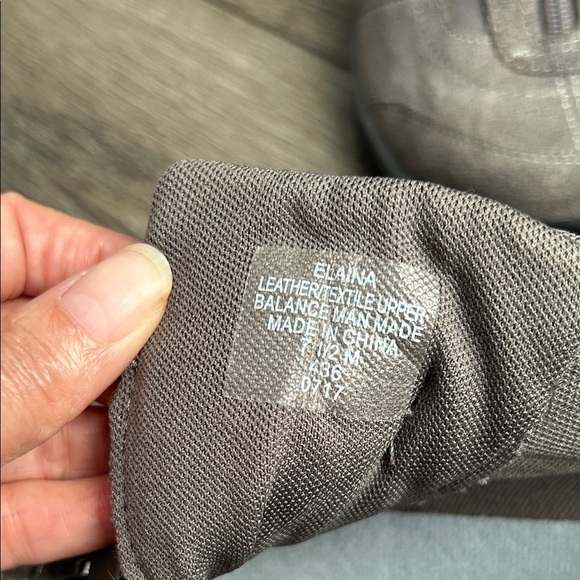 ELAINA
LEATHER/TEXTILE UPPER
BALANCE MAN MADE
MADE IN CHINA
7 1/2 M
436
0717